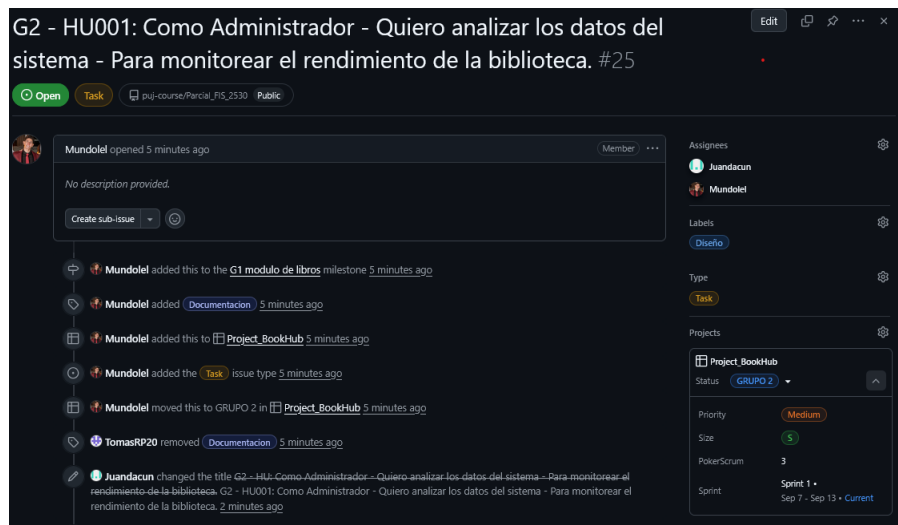 G2 - HU001: Como Administrador - Quiero analizar los datos del
sistema - Para monitorear el rendimiento de la biblioteca. #25
Edit
Open
Task
puj-course/Parcial_FIS_2530 Public
Mundolel opened 5 minutes ago
Member
No description provided.
Create sub-issue
Mundolel added this to the G1 modulo de libros milestone 5 minutes ago
Mundolel added Documentacion 5 minutes ago
Mundolel added this to Project_BookHub 5 minutes ago
Mundolel added the Task issue type 5 minutes ago
Mundolel moved this to GRUPO 2 in Project_BookHub 5 minutes ago
TomasRP20 removed Documentacion 5 minutes ago
Juandacun changed the title G2 - HU: Como Administrador - Quiero analizar los datos del sistema - Para monitorear el
rendimiento de la biblioteca. G2 - HU001: Como Administrador - Quiero analizar los datos del sistema - Para monitorear el
rendimiento de la biblioteca. 2 minutes ago
Assignees
Juandacun
Mundolel
Labels
Diseño
Type
Task
Projects
Project_BookHub
Status GRUPO 2
Priority Medium
Size S
PokerScrum 3
Sprint Sprint 1 •
Sep 7 - Sep 13 • Current